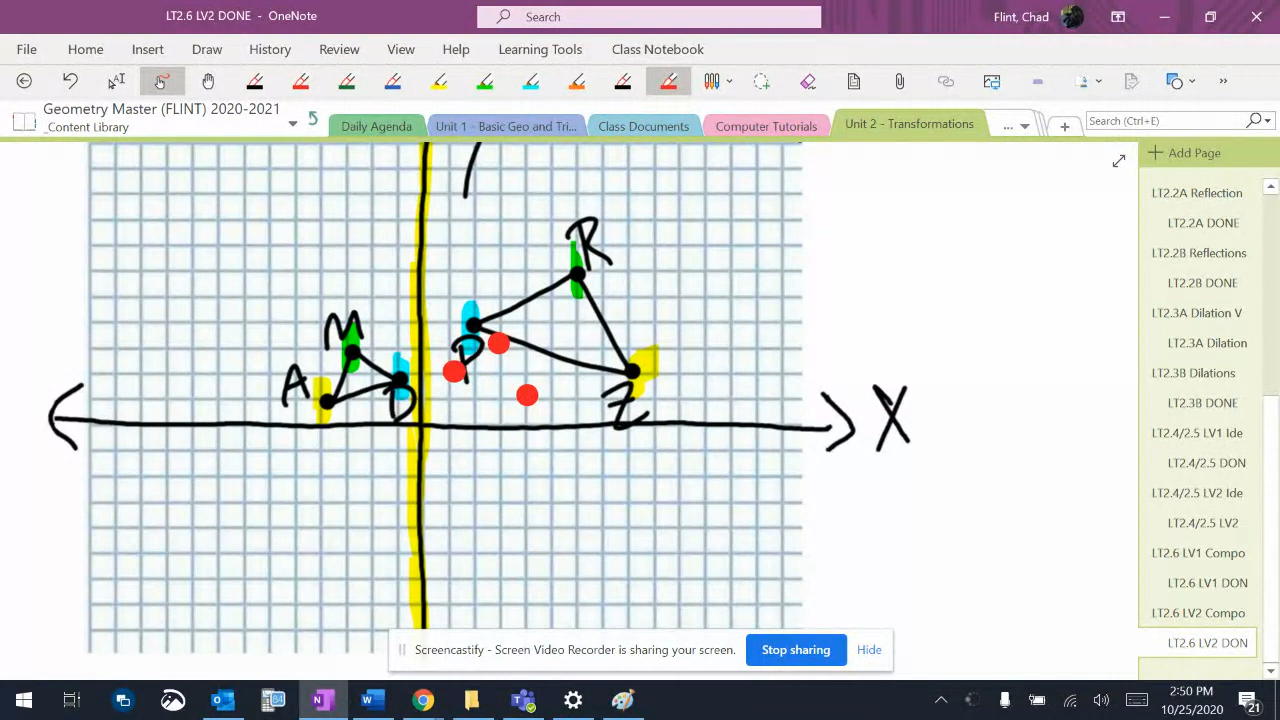 LT2.6 LV2 DONE - OneNote
Search
Flint, Chad
File Home Insert Draw History Review View Help Learning Tools Class Notebook
Geometry Master (FLINT) 2020-2021
_Content Library
Daily Agenda
Unit 1 - Basic Geo and Tri...
Class Documents
Computer Tutorials
Unit 2 - Transformations
...
Search (Ctrl+E)
Add Page
LT2.2A Reflection
LT2.2A DONE
LT2.2B Reflections
LT2.2B DONE
LT2.3A Dilation V
LT2.3A Dilation
LT2.3B Dilations
LT2.3B DONE
LT2.4/2.5 LV1 Ide
LT2.4/2.5 DON
LT2.4/2.5 LV2 Ide
LT2.4/2.5 LV2
LT2.6 LV1 Compo
LT2.6 LV1 DON
LT2.6 LV2 Compo
LT2.6 LV2 DON
R
M
P
A
D
Z
X
Screencastify - Screen Video Recorder is sharing your screen.
Stop sharing
Hide
2:50 PM
10/25/2020
21